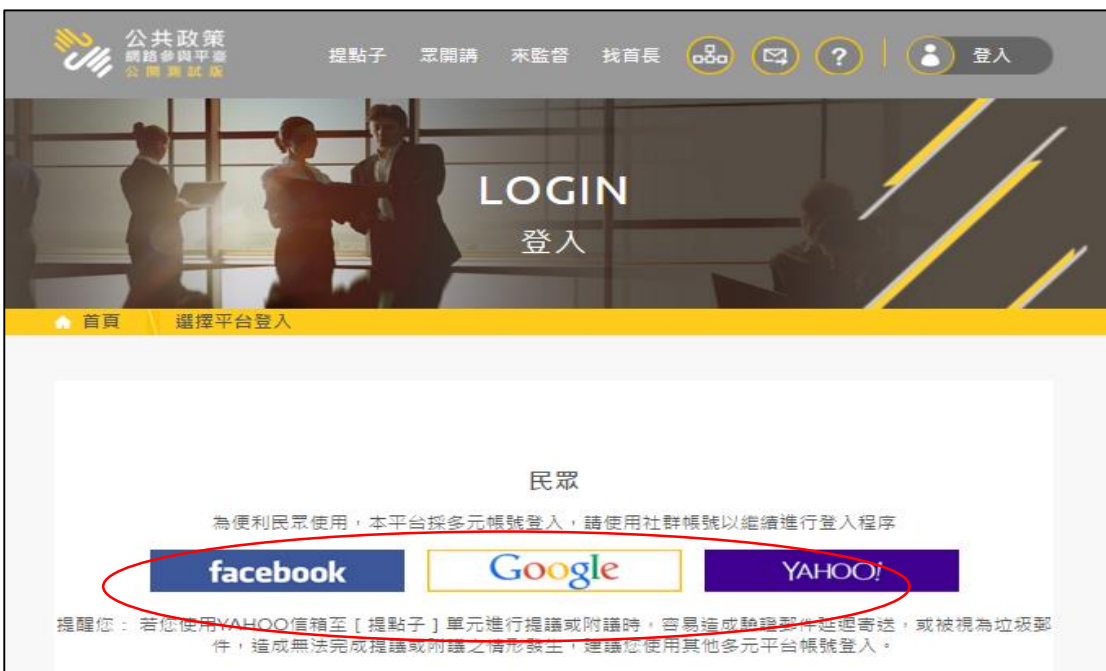 公共政策
網路參與平臺
公開測試版
提點子 眾開講 來監督 找首長 ? 登入
LOGIN
登入
首頁 選擇平台登入
民眾
為便利民眾使用，本平台採多元帳號登入，請使用社群帳號以繼續進行登入程序
facebook Google YAHOO!
提醒您： 若您使用YAHOO信箱至［提點子］單元進行提議或附議時，容易造成驗證郵件延遲寄送，或被視為垃圾郵
件，造成無法完成提議或附議之情形發生，建議您使用其他多元平台帳號登入。